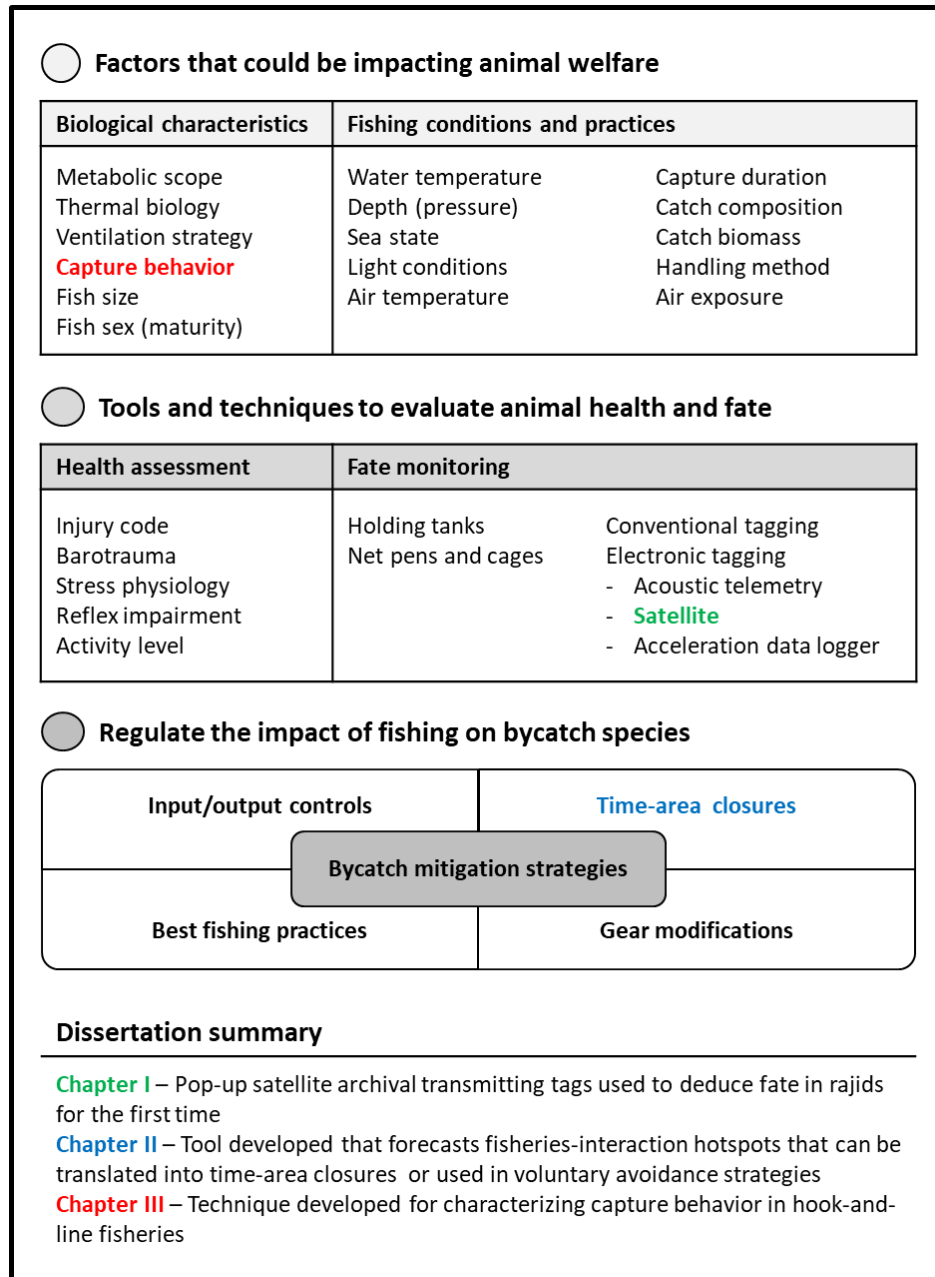 Factors that could be impacting animal welfare
Biological characteristics
Metabolic scope
Thermal biology
Ventilation strategy
Capture behavior
Fish size
Fish sex (maturity)
Fishing conditions and practices
Water temperature
Depth (pressure)
Sea state
Light conditions
Air temperature
Capture duration
Catch composition
Catch biomass
Handling method
Air exposure
Tools and techniques to evaluate animal health and fate
Health assessment
Injury code
Barotrauma
Stress physiology
Reflex impairment
Activity level
Fate monitoring
Holding tanks
Net pens and cages
Conventional tagging
Electronic tagging
- Acoustic telemetry
- Satellite
- Acceleration data logger
Regulate the impact of fishing on bycatch species
Input/output controls
Time-area closures
Bycatch mitigation strategies
Best fishing practices
Gear modifications
Dissertation summary
Chapter I – Pop-up satellite archival transmitting tags used to deduce fate in rajids
for the first time
Chapter II – Tool developed that forecasts fisheries-interaction hotspots that can be
translated into time-area closures or used in voluntary avoidance strategies
Chapter III – Technique developed for characterizing capture behavior in hook-and-
line fisheries